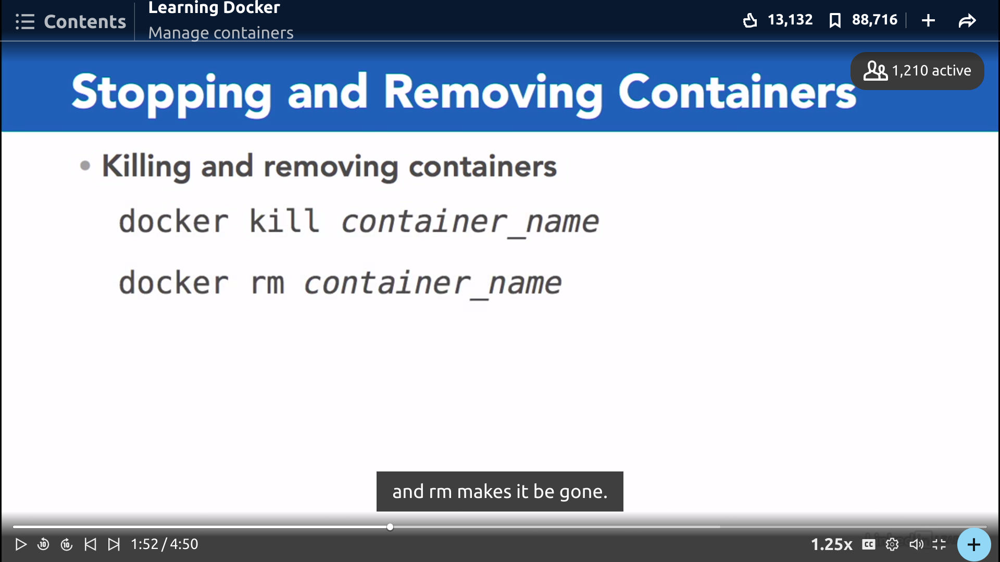 Contents
Learning Docker
Manage containers
13,132
88,716
1,210 active
Stopping and Removing Containers
• Killing and removing containers
docker kill container_name
docker rm container_name
and rm makes it be gone.
1:52 / 4:50
1.25x
CC